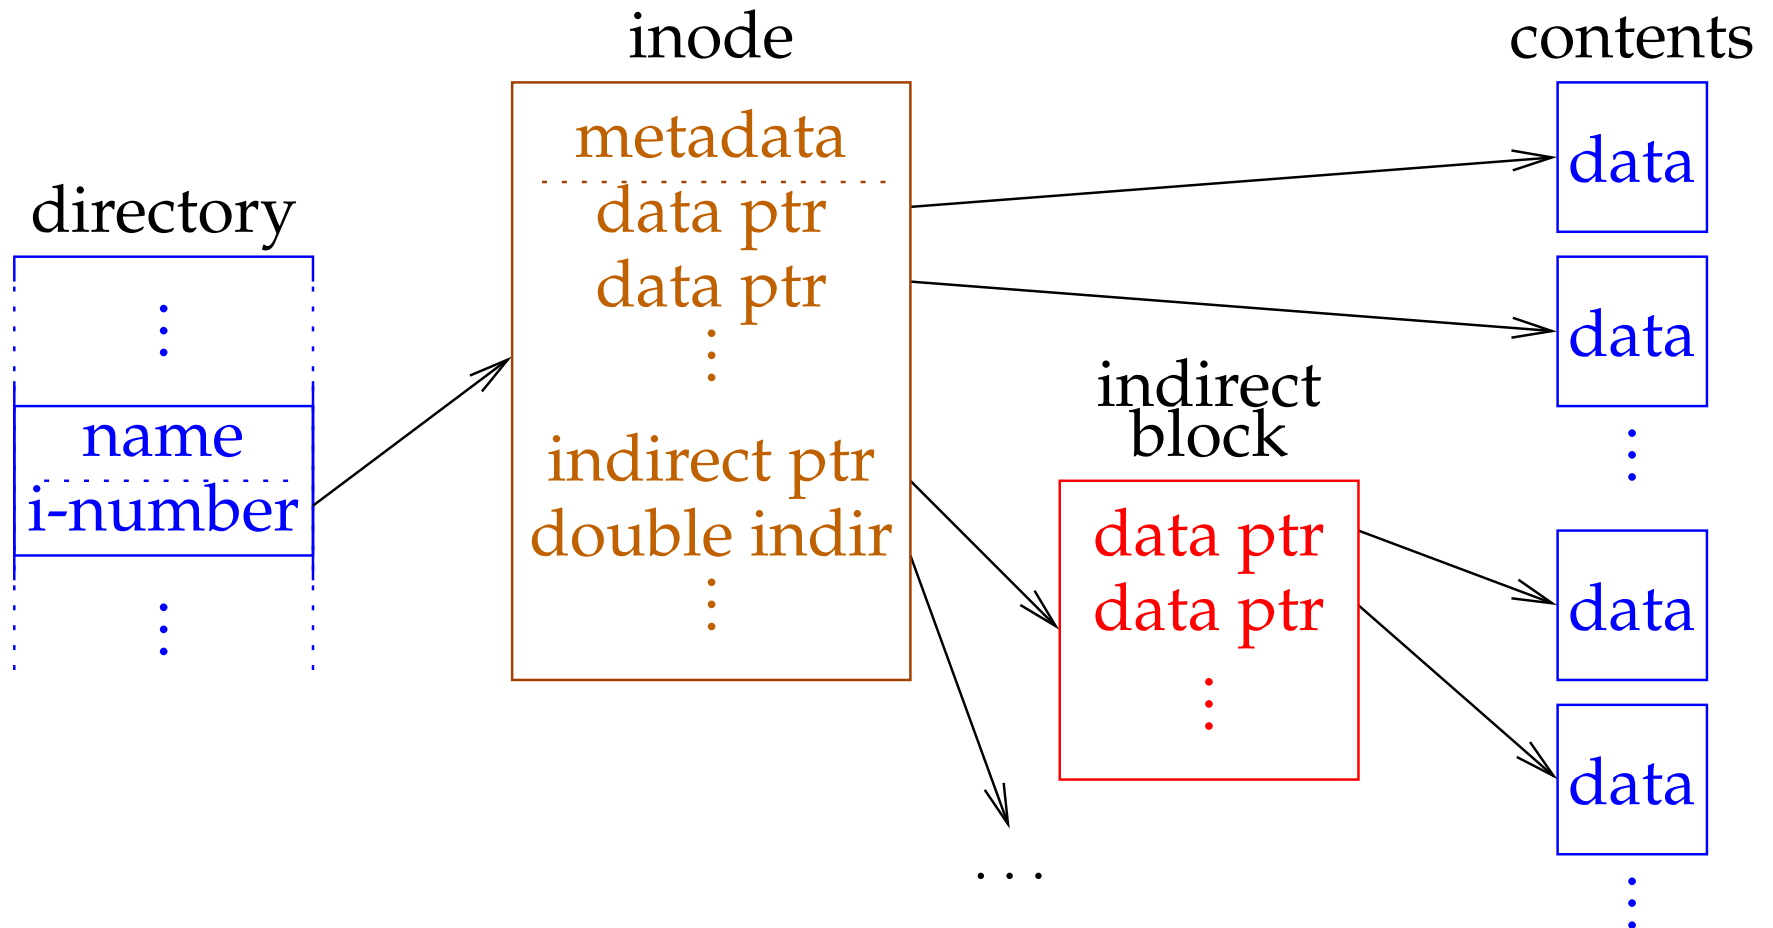 directory
⋮
name
i-number
⋮
inode
metadata
data ptr
data ptr
⋮
indirect ptr
double indir
⋮
. . .
indirect
block
data ptr
data ptr
⋮
contents
data
data
⋮
data
data
⋮